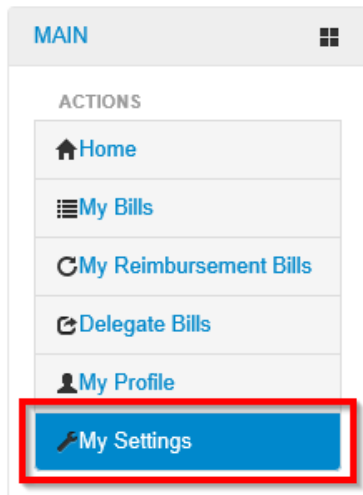 MAIN
ACTIONS
Home
My Bills
My Reimbursement Bills
Delegate Bills
My Profile
My Settings